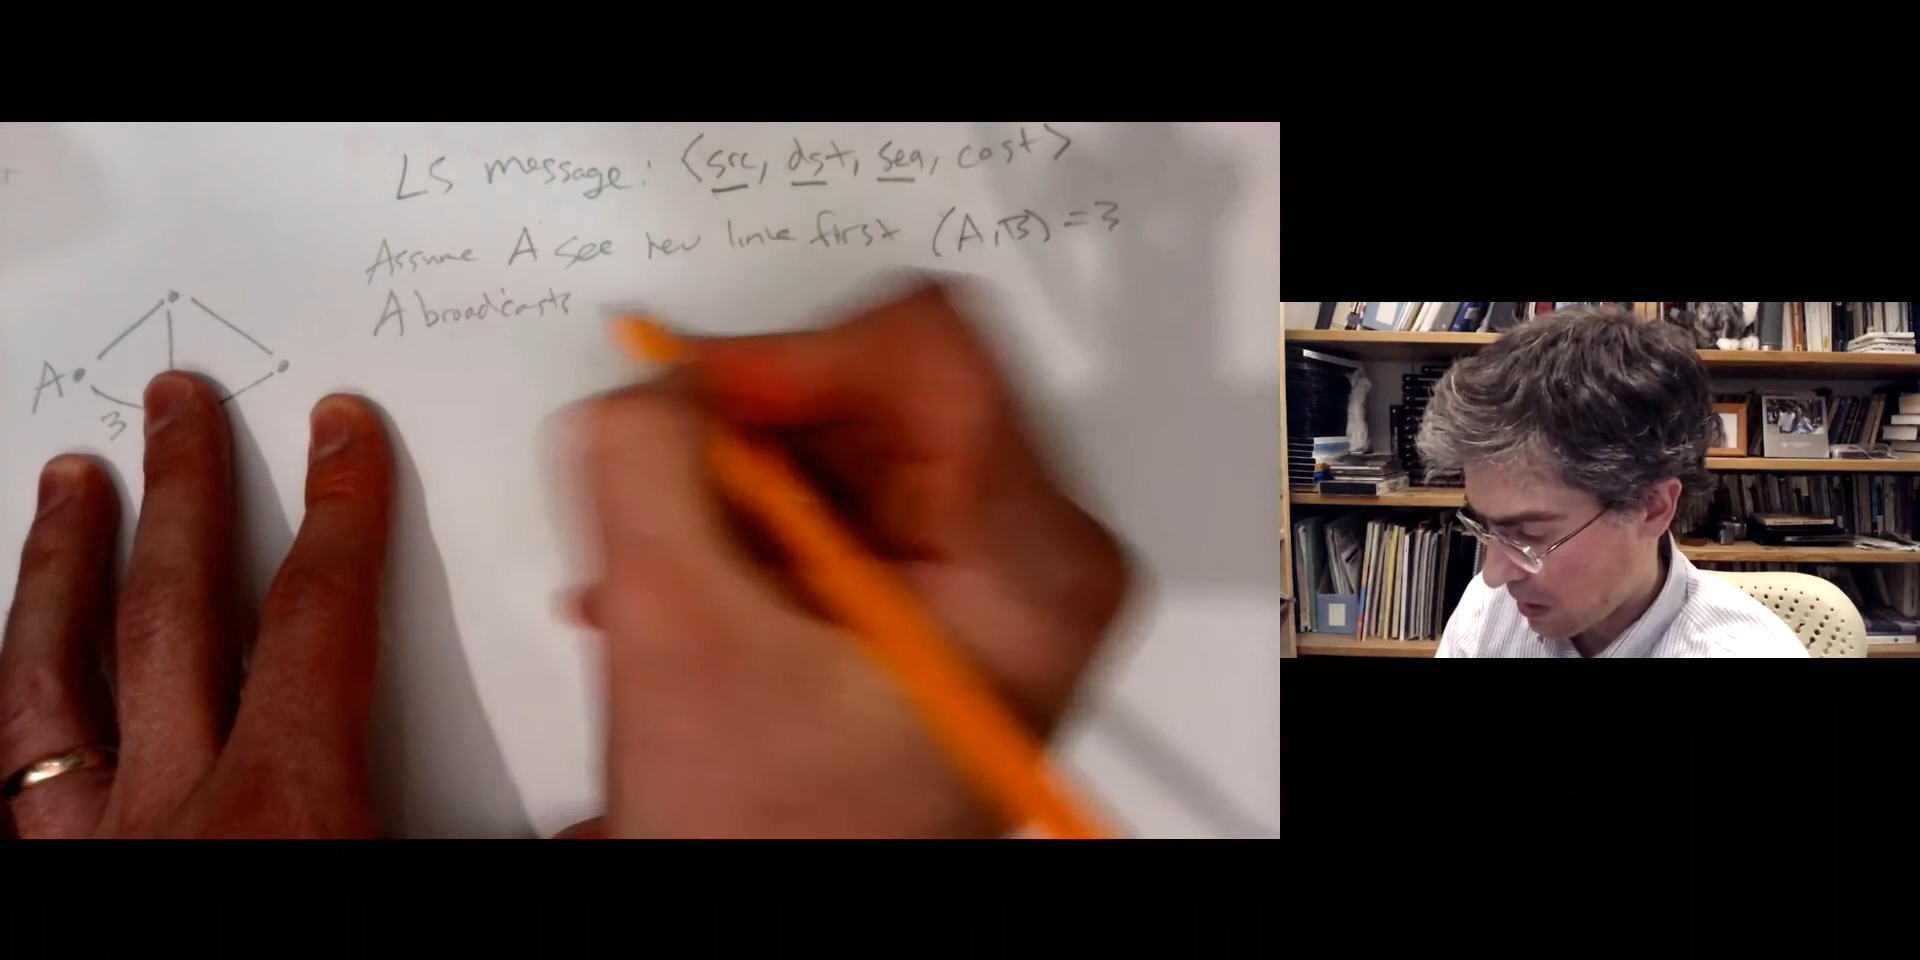 LS message: <src, dst, seq, cost>
Assume A see new link first (A,B) = 3
A broadcasts
A
3